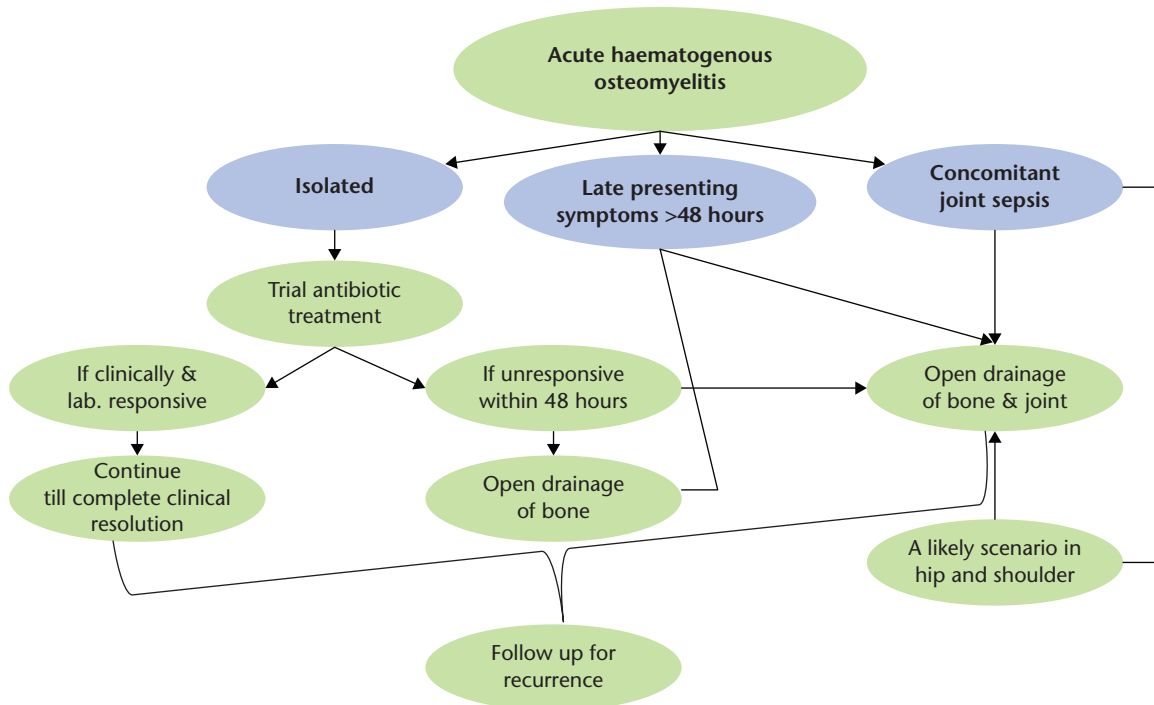 Acute haematogenous
osteomyelitis
Isolated
Late presenting
symptoms >48 hours
Concomitant
joint sepsis
Trial antibiotic
treatment
If clinically &
lab. responsive
If unresponsive
within 48 hours
Open drainage
of bone & joint
Continue
till complete clinical
resolution
Open drainage
of bone
A likely scenario in
hip and shoulder
Follow up for
recurrence